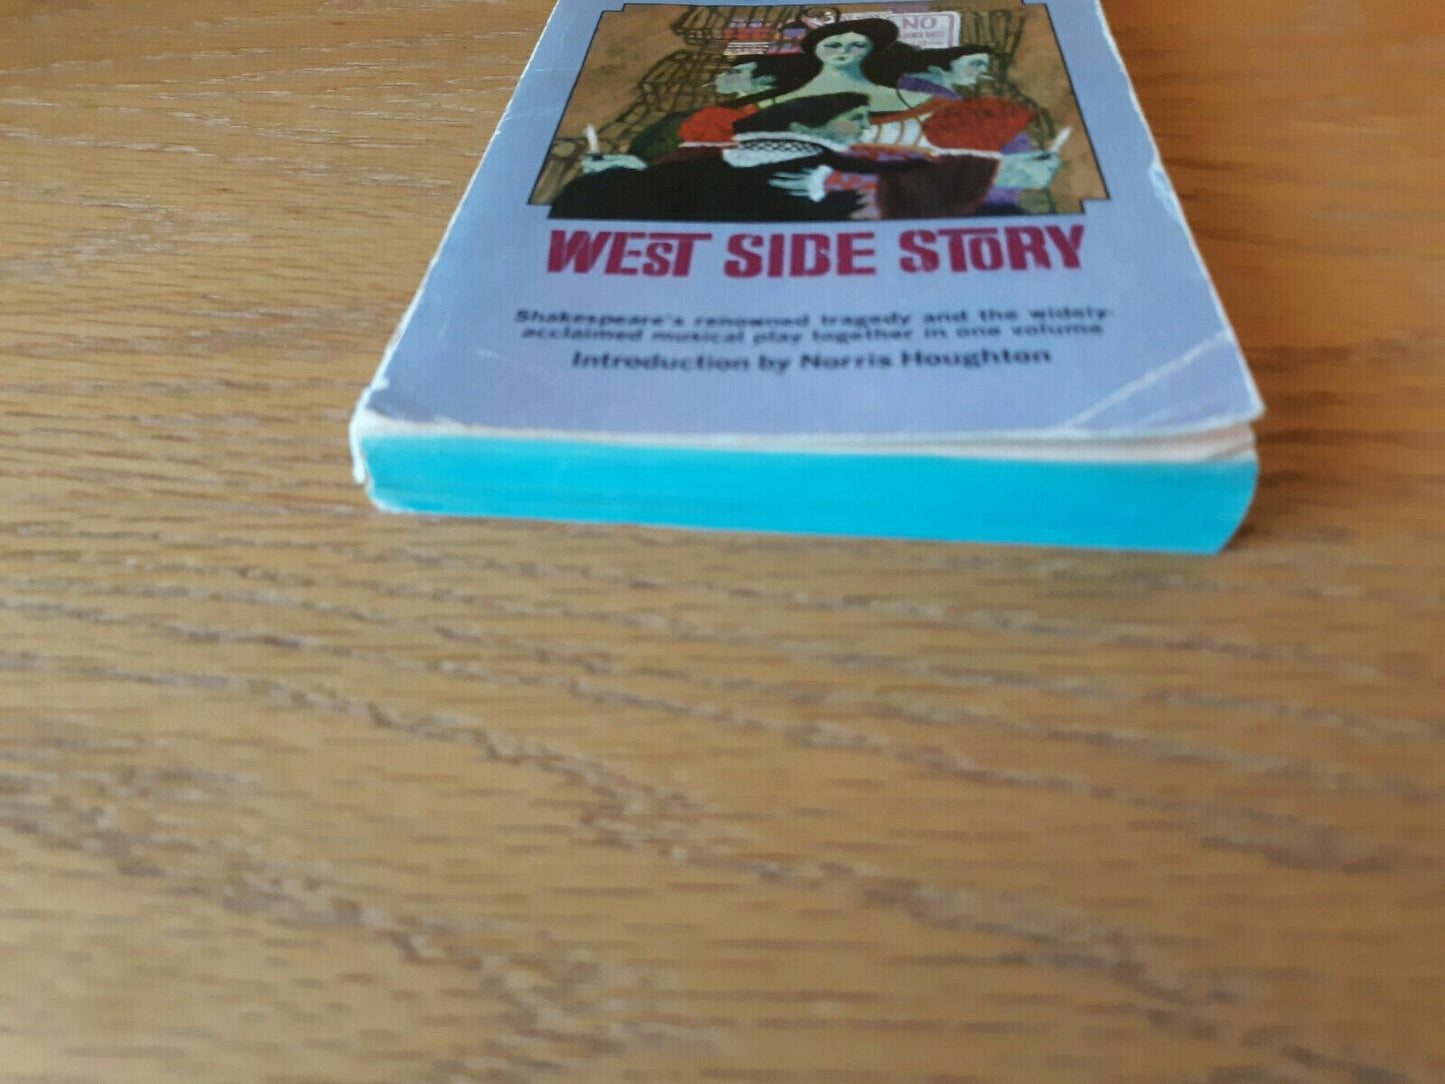 NO
WEST SIDE STORY
Shakespeare's renowned tragedy and the widely-
acclaimed musical play together in one volume
Introduction by Norris Houghton